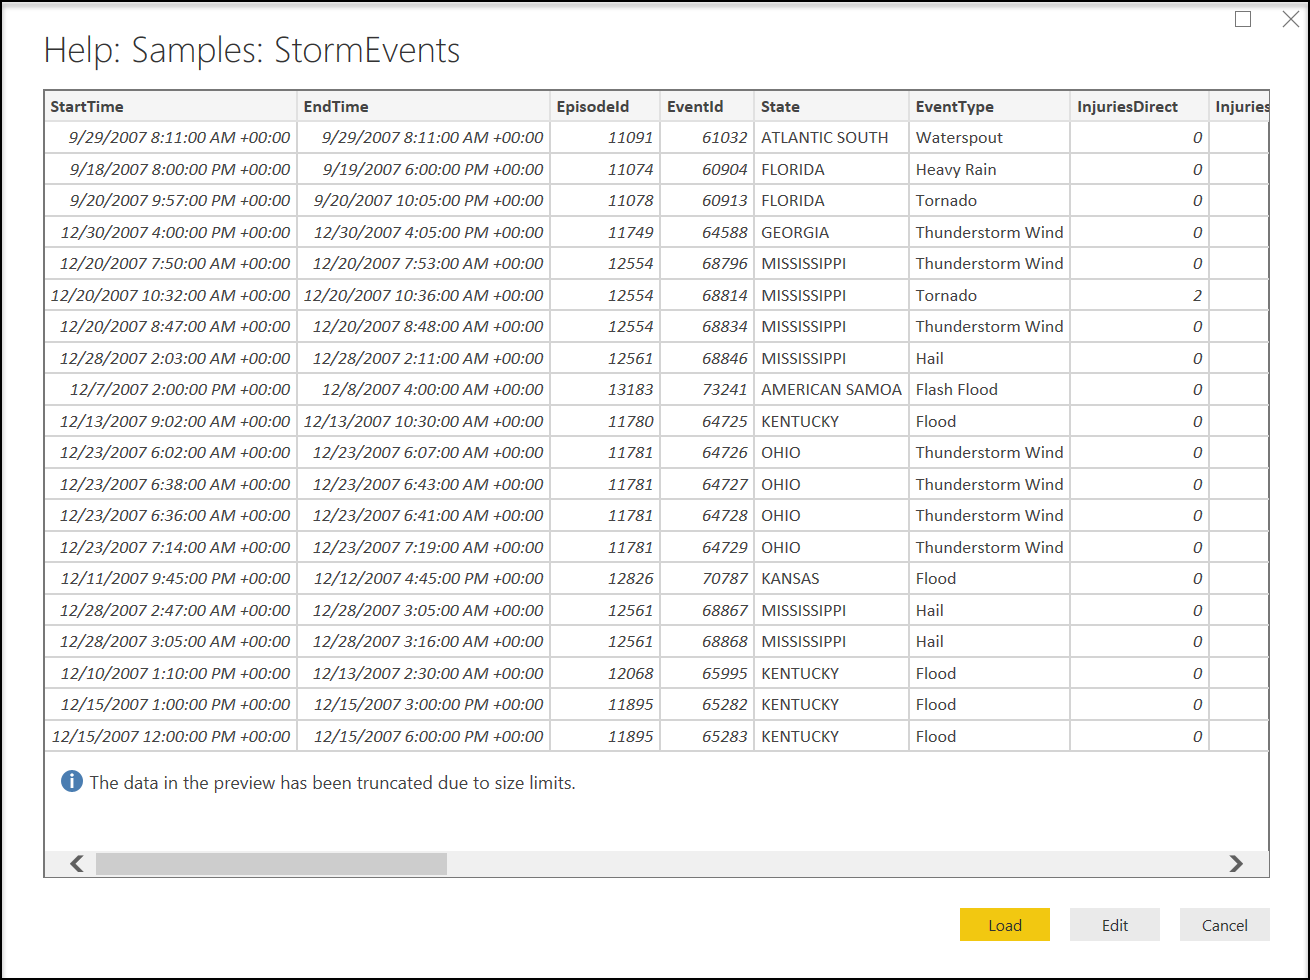 Help: Samples: StormEvents
StartTime EndTime EpisodeId EventId State EventType InjuriesDirect Injuries
9/29/2007 8:11:00 AM +00:00 9/29/2007 8:11:00 AM +00:00 11091 61032 ATLANTIC SOUTH Waterspout 0
9/18/2007 8:00:00 PM +00:00 9/19/2007 6:00:00 PM +00:00 11074 60904 FLORIDA Heavy Rain 0
9/20/2007 9:57:00 PM +00:00 9/20/2007 10:05:00 PM +00:00 11078 60913 FLORIDA Tornado 0
12/30/2007 4:00:00 PM +00:00 12/30/2007 4:05:00 PM +00:00 11749 64588 GEORGIA Thunderstorm Wind 0
12/20/2007 7:50:00 AM +00:00 12/20/2007 7:53:00 AM +00:00 12554 68796 MISSISSIPPI Thunderstorm Wind 0
12/20/2007 10:32:00 AM +00:00 12/20/2007 10:36:00 AM +00:00 12554 68814 MISSISSIPPI Tornado 2
12/20/2007 8:47:00 AM +00:00 12/20/2007 8:48:00 AM +00:00 12554 68834 MISSISSIPPI Thunderstorm Wind 0
12/28/2007 2:03:00 AM +00:00 12/28/2007 2:11:00 AM +00:00 12561 68846 MISSISSIPPI Hail 0
12/7/2007 2:00:00 PM +00:00 12/8/2007 4:00:00 AM +00:00 13183 73241 AMERICAN SAMOA Flash Flood 0
12/13/2007 9:02:00 AM +00:00 12/13/2007 10:30:00 AM +00:00 11780 64725 KENTUCKY Flood 0
12/23/2007 6:02:00 AM +00:00 12/23/2007 6:07:00 AM +00:00 11781 64726 OHIO Thunderstorm Wind 0
12/23/2007 6:38:00 AM +00:00 12/23/2007 6:43:00 AM +00:00 11781 64727 OHIO Thunderstorm Wind 0
12/23/2007 6:36:00 AM +00:00 12/23/2007 6:41:00 AM +00:00 11781 64728 OHIO Thunderstorm Wind 0
12/23/2007 7:14:00 AM +00:00 12/23/2007 7:19:00 AM +00:00 11781 64729 OHIO Thunderstorm Wind 0
12/11/2007 9:45:00 PM +00:00 12/12/2007 4:45:00 PM +00:00 12826 70787 KANSAS Flood 0
12/28/2007 2:47:00 AM +00:00 12/28/2007 3:05:00 AM +00:00 12561 68867 MISSISSIPPI Hail 0
12/28/2007 3:05:00 AM +00:00 12/28/2007 3:16:00 AM +00:00 12561 68868 MISSISSIPPI Hail 0
12/10/2007 1:10:00 PM +00:00 12/13/2007 2:30:00 AM +00:00 12068 65995 KENTUCKY Flood 0
12/15/2007 1:00:00 PM +00:00 12/15/2007 3:00:00 PM +00:00 11895 65282 KENTUCKY Flood 0
12/15/2007 12:00:00 PM +00:00 12/15/2007 6:00:00 PM +00:00 11895 65283 KENTUCKY Flood 0
The data in the preview has been truncated due to size limits.
Load Edit Cancel